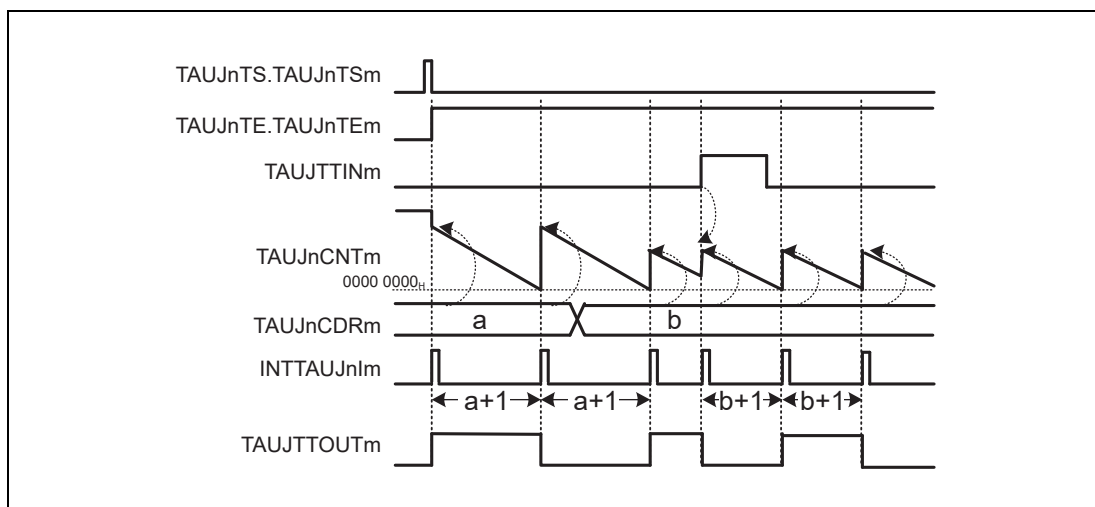 TAUJnTS.TAUJnTSm
TAUJnTE.TAUJnTEm
TAUJTTINm
TAUJnCNTm
0000 0000H
TAUJnCDRm
a
b
INTTAUJnIm
a+1
a+1
b+1
b+1
TAUJTTOUTm